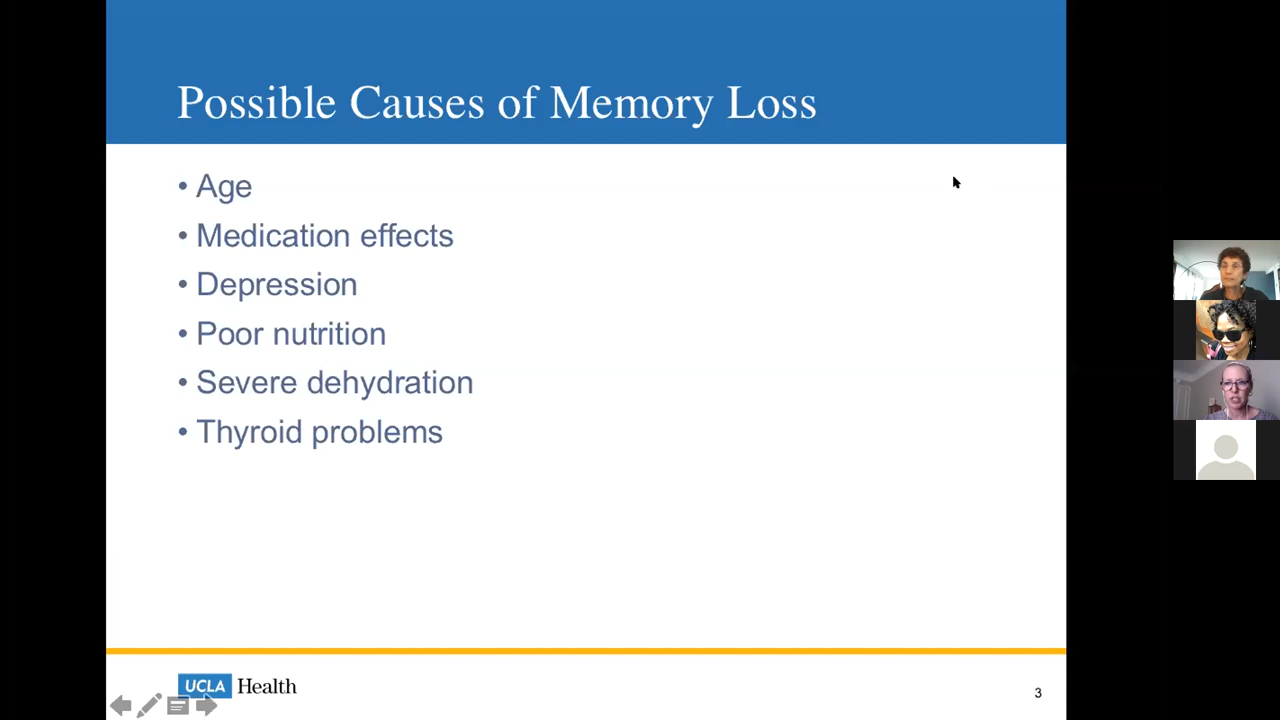 Possible Causes of Memory Loss
• Age
• Medication effects
• Depression
• Poor nutrition
• Severe dehydration
• Thyroid problems
UCLA Health
3